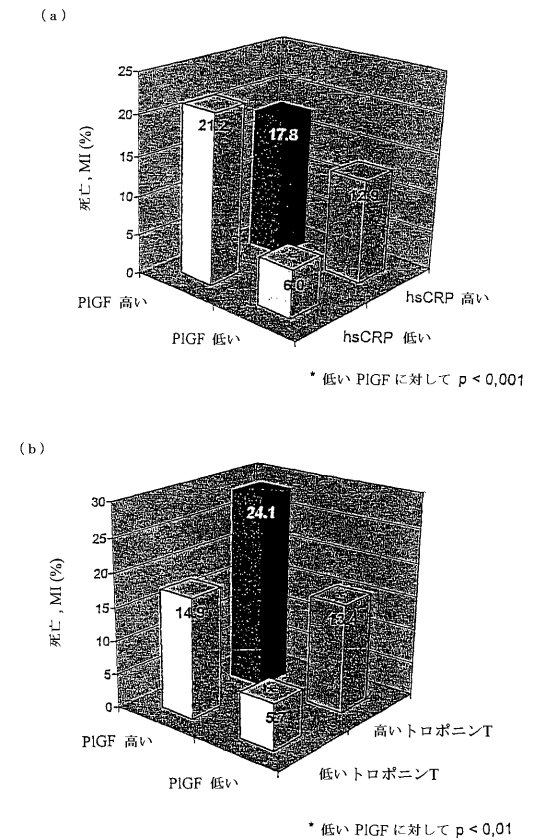 (a)
25
20
15
10
5
0
死亡, MI (%)
21.2
17.8
12.9
6.0
PlGF 高い
PlGF 低い
hsCRP 高い
hsCRP 低い
* 低い PlGF に対して p < 0,001
(b)
30
25
20
15
10
5
0
死亡, MI (%)
24.1
14.9
5.7
PlGF 高い
PlGF 低い
高いトロポニンT
低いトロポニンT
* 低い PlGF に対して p < 0,01